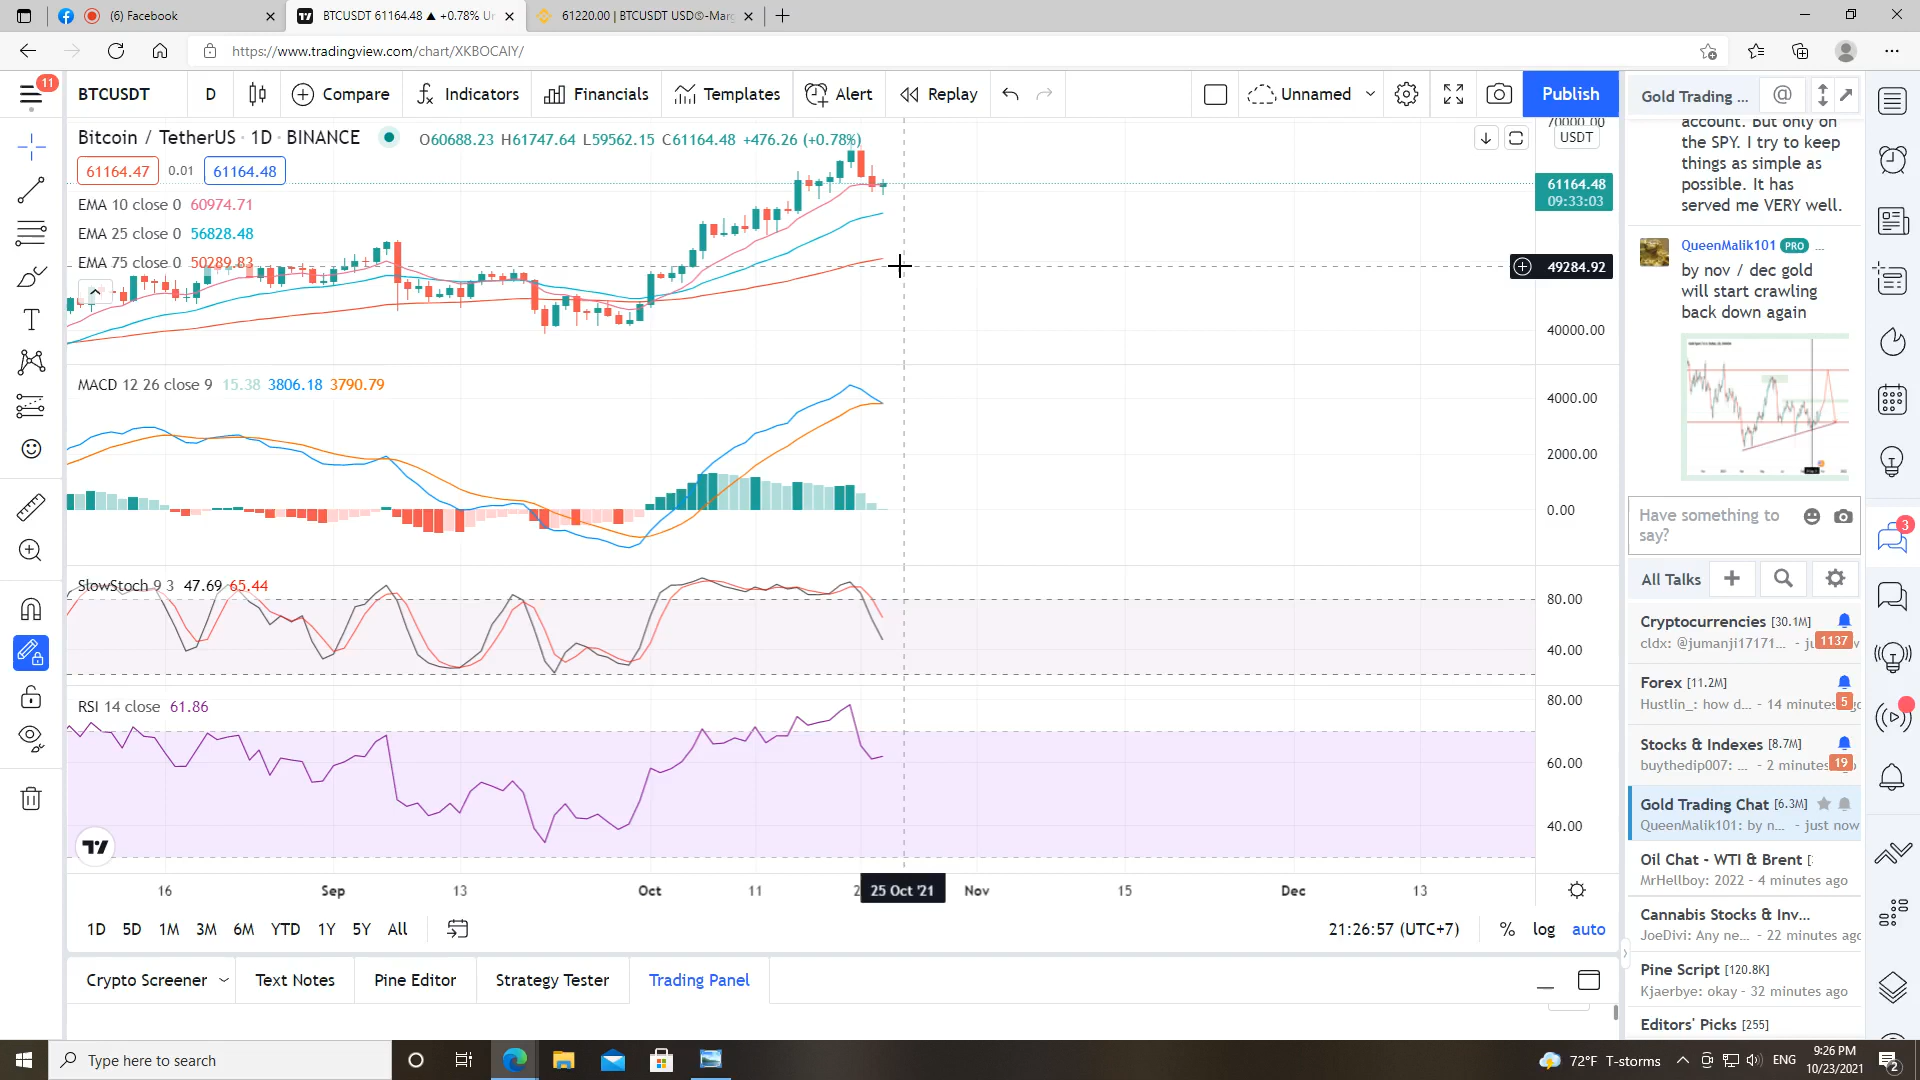 (6) Facebook
BTCUSDT 61164.48 ▲ +0.78% Un
61220.00 | BTCUSDT USDⓈ-Marg
https://www.tradingview.com/chart/XKBOCAIY/
11
BTCUSDT
D
Compare
Indicators
Financials
Templates
Alert
Replay
Unnamed
Publish
Gold Trading ...
Bitcoin / TetherUS · 1D · BINANCE
O60688.23 H61747.64 L59562.15 C61164.48 +476.26 (+0.78%)
61164.47
0.01
61164.48
EMA 10 close 0 60974.71
EMA 25 close 0 56828.48
EMA 75 close 0 50289.83
70000.00
USDT
61164.48
09:33:03
49284.92
40000.00
MACD 12 26 close 9 15.38 3806.18 3790.79
4000.00
2000.00
0.00
SlowStoch 9 3 47.69 65.44
80.00
40.00
RSI 14 close 61.86
80.00
60.00
40.00
16
Sep
13
Oct
11
2
25 Oct '21
Nov
15
Dec
13
1D
5D
1M
3M
6M
YTD
1Y
5Y
All
21:26:57 (UTC+7)
%
log
auto
Crypto Screener
Text Notes
Pine Editor
Strategy Tester
Trading Panel
account. But only on
the SPY. I try to keep
things as simple as
possible. It has
served me VERY well.
QueenMalik101 PRO ...
by nov / dec gold
will start crawling
back down again
Have something to
say?
3
All Talks
Cryptocurrencies [30.1M]
cldx: @jumanji17171... - ju
1137
Forex [11.2M]
Hustlin_: how d... - 14 minutes
5
Stocks & Indexes [8.7M]
buythedip007: ... - 2 minutes
19
Gold Trading Chat [6.3M]
QueenMalik101: by n... - just now
Oil Chat - WTI & Brent [
MrHellboy: 2022 - 4 minutes ago
Cannabis Stocks & Inv...
JoeDivi: Any ne... - 22 minutes ago
Pine Script [120.8K]
Kjaerbye: okay - 32 minutes ago
Editors' Picks [255]
Type here to search
72°F T-storms
ENG
9:26 PM
10/23/2021
2